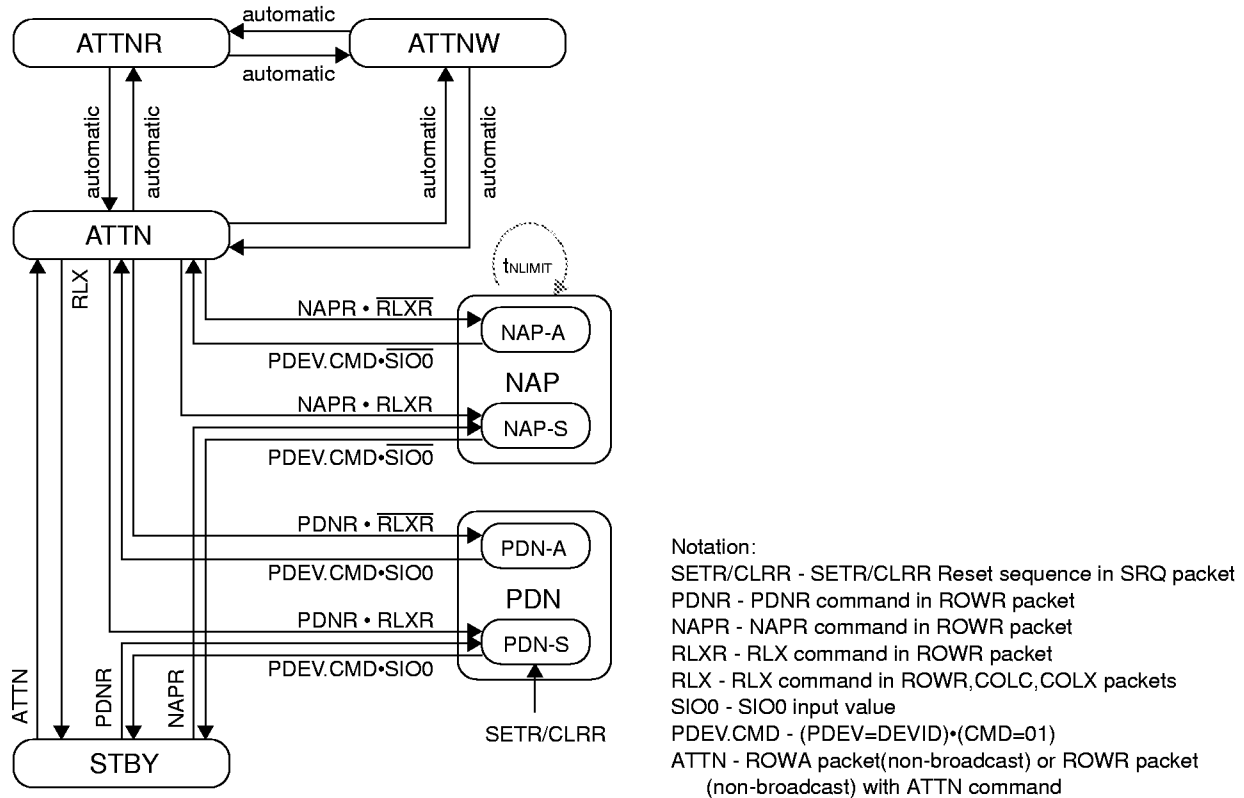 automatic
ATTNR
ATTNW
automatic
automatic
automatic
automatic
automatic
ATTN
tNLIMIT
RLX
NAPR • R̅L̅X̅R̅
NAP-A
PDEV.CMD•S̅I̅O̅0̅
NAP
NAPR • RLXR
NAP-S
PDEV.CMD•S̅I̅O̅0̅
PDNR • R̅L̅X̅R̅
PDN-A
PDEV.CMD•SIO0
PDN
PDNR • RLXR
PDN-S
PDEV.CMD•SIO0
ATTN
PDNR
NAPR
SETR/CLRR
STBY
Notation:
SETR/CLRR - SETR/CLRR Reset sequence in SRQ packet
PDNR - PDNR command in ROWR packet
NAPR - NAPR command in ROWR packet
RLXR - RLX command in ROWR packet
RLX - RLX command in ROWR,COLC,COLX packets
SIO0 - SIO0 input value
PDEV.CMD - (PDEV=DEVID)•(CMD=01)
ATTN - ROWA packet(non-broadcast) or ROWR packet
(non-broadcast) with ATTN command